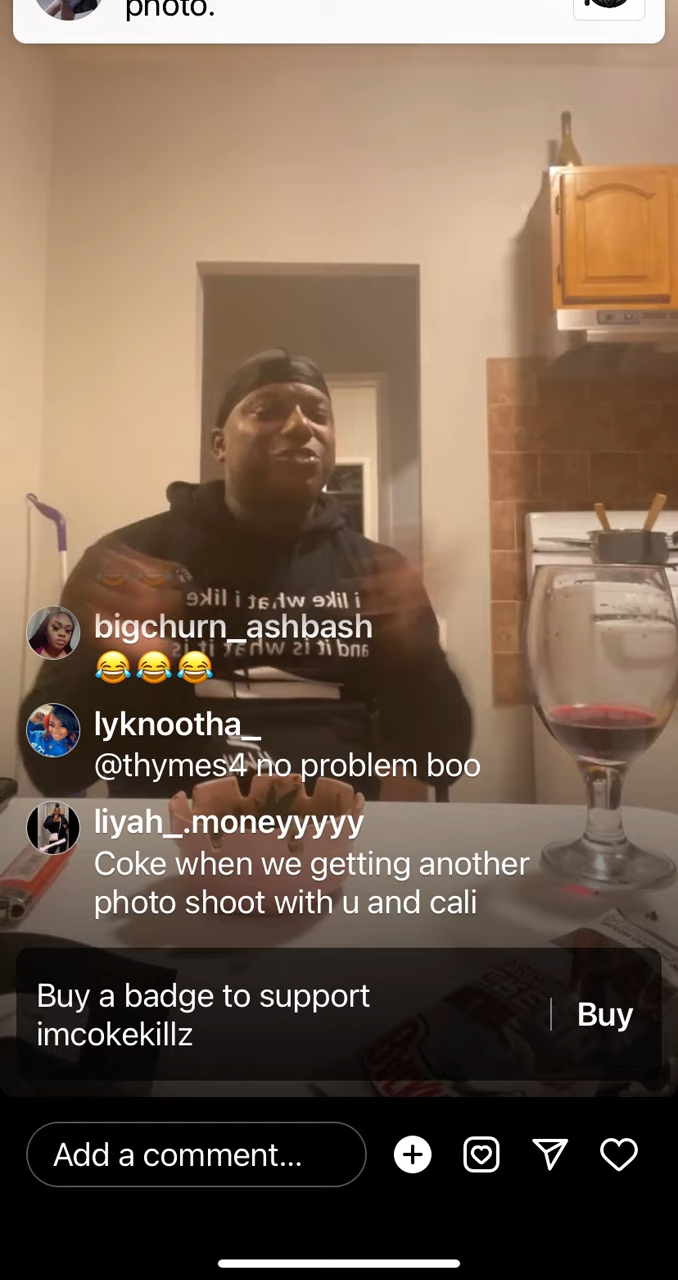 photo.
i like what i like
and it is what it is
bigchurn_ashbash
😂😂😂
lyknootha_
@thymes4 no problem boo
liyah_.moneyyyyy
Coke when we getting another
photo shoot with u and cali
Buy a badge to support
imcokekillz
Buy
Add a comment...